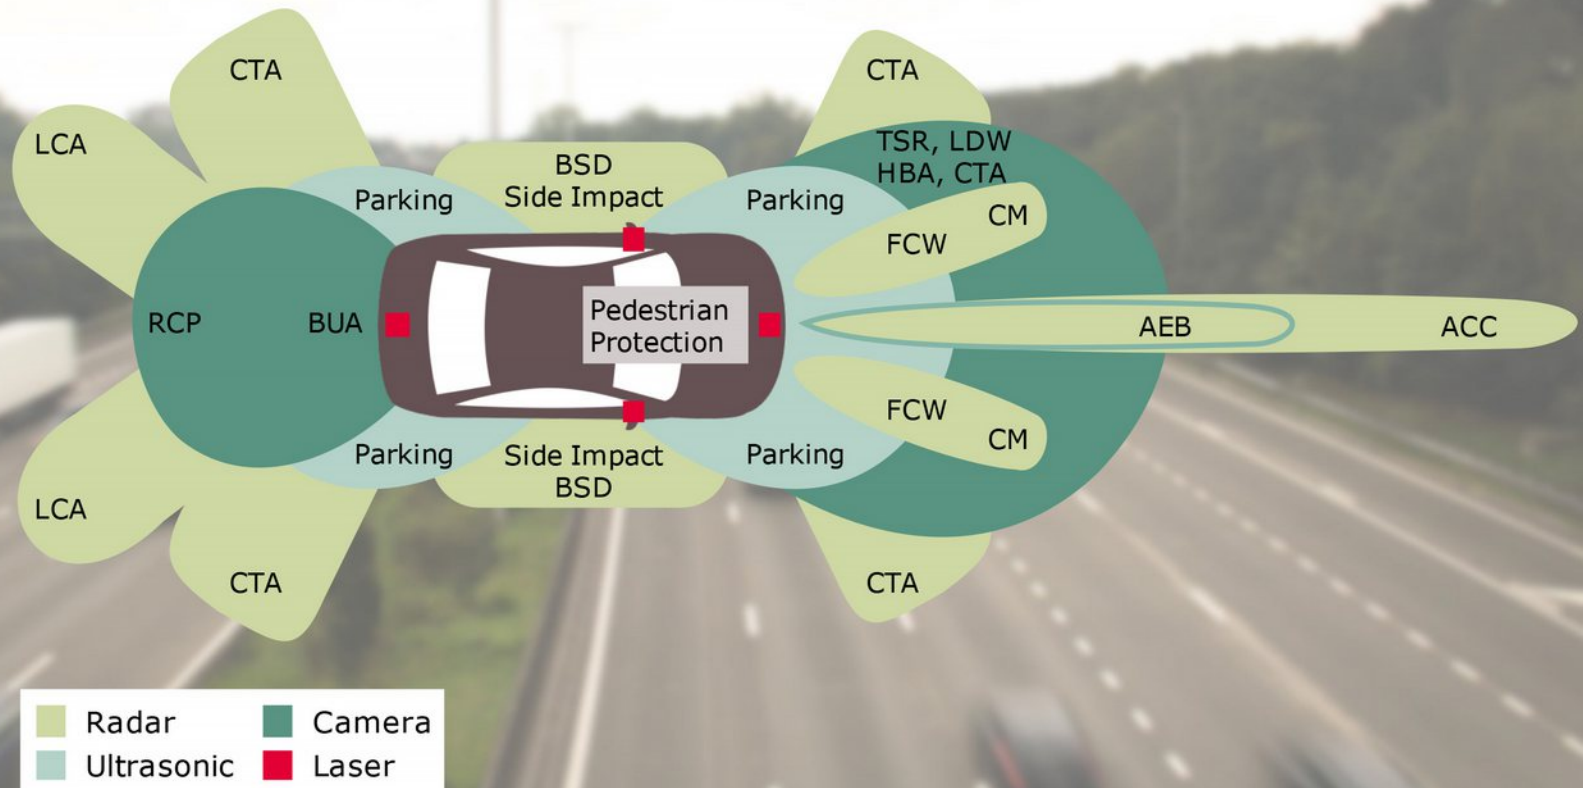 CTA
CTA
LCA
TSR, LDW
HBA, CTA
BSD
Side Impact
Parking
Parking
CM
FCW
RCP
BUA
Pedestrian
Protection
AEB
ACC
FCW
CM
Parking
Side Impact
BSD
Parking
LCA
CTA
CTA
Radar
Camera
Ultrasonic
Laser